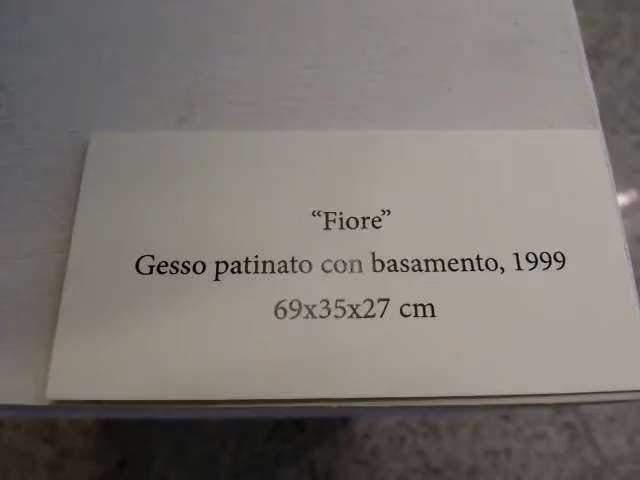 “Fiore”
Gesso patinato con basamento, 1999
69x35x27 cm